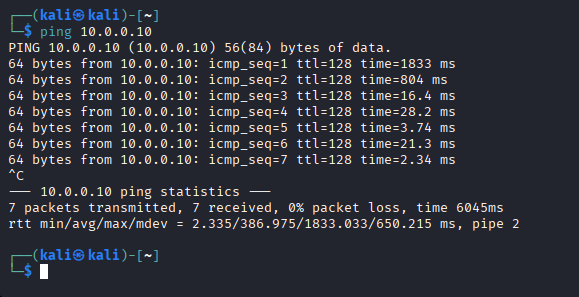 ┌──(kali㉿kali)-[~]
└─$ ping 10.0.0.10
PING 10.0.0.10 (10.0.0.10) 56(84) bytes of data.
64 bytes from 10.0.0.10: icmp_seq=1 ttl=128 time=1833 ms
64 bytes from 10.0.0.10: icmp_seq=2 ttl=128 time=804 ms
64 bytes from 10.0.0.10: icmp_seq=3 ttl=128 time=16.4 ms
64 bytes from 10.0.0.10: icmp_seq=4 ttl=128 time=28.2 ms
64 bytes from 10.0.0.10: icmp_seq=5 ttl=128 time=3.74 ms
64 bytes from 10.0.0.10: icmp_seq=6 ttl=128 time=21.3 ms
64 bytes from 10.0.0.10: icmp_seq=7 ttl=128 time=2.34 ms
^C
--- 10.0.0.10 ping statistics ---
7 packets transmitted, 7 received, 0% packet loss, time 6045ms
rtt min/avg/max/mdev = 2.335/386.975/1833.033/650.215 ms, pipe 2
┌──(kali㉿kali)-[~]
└─$